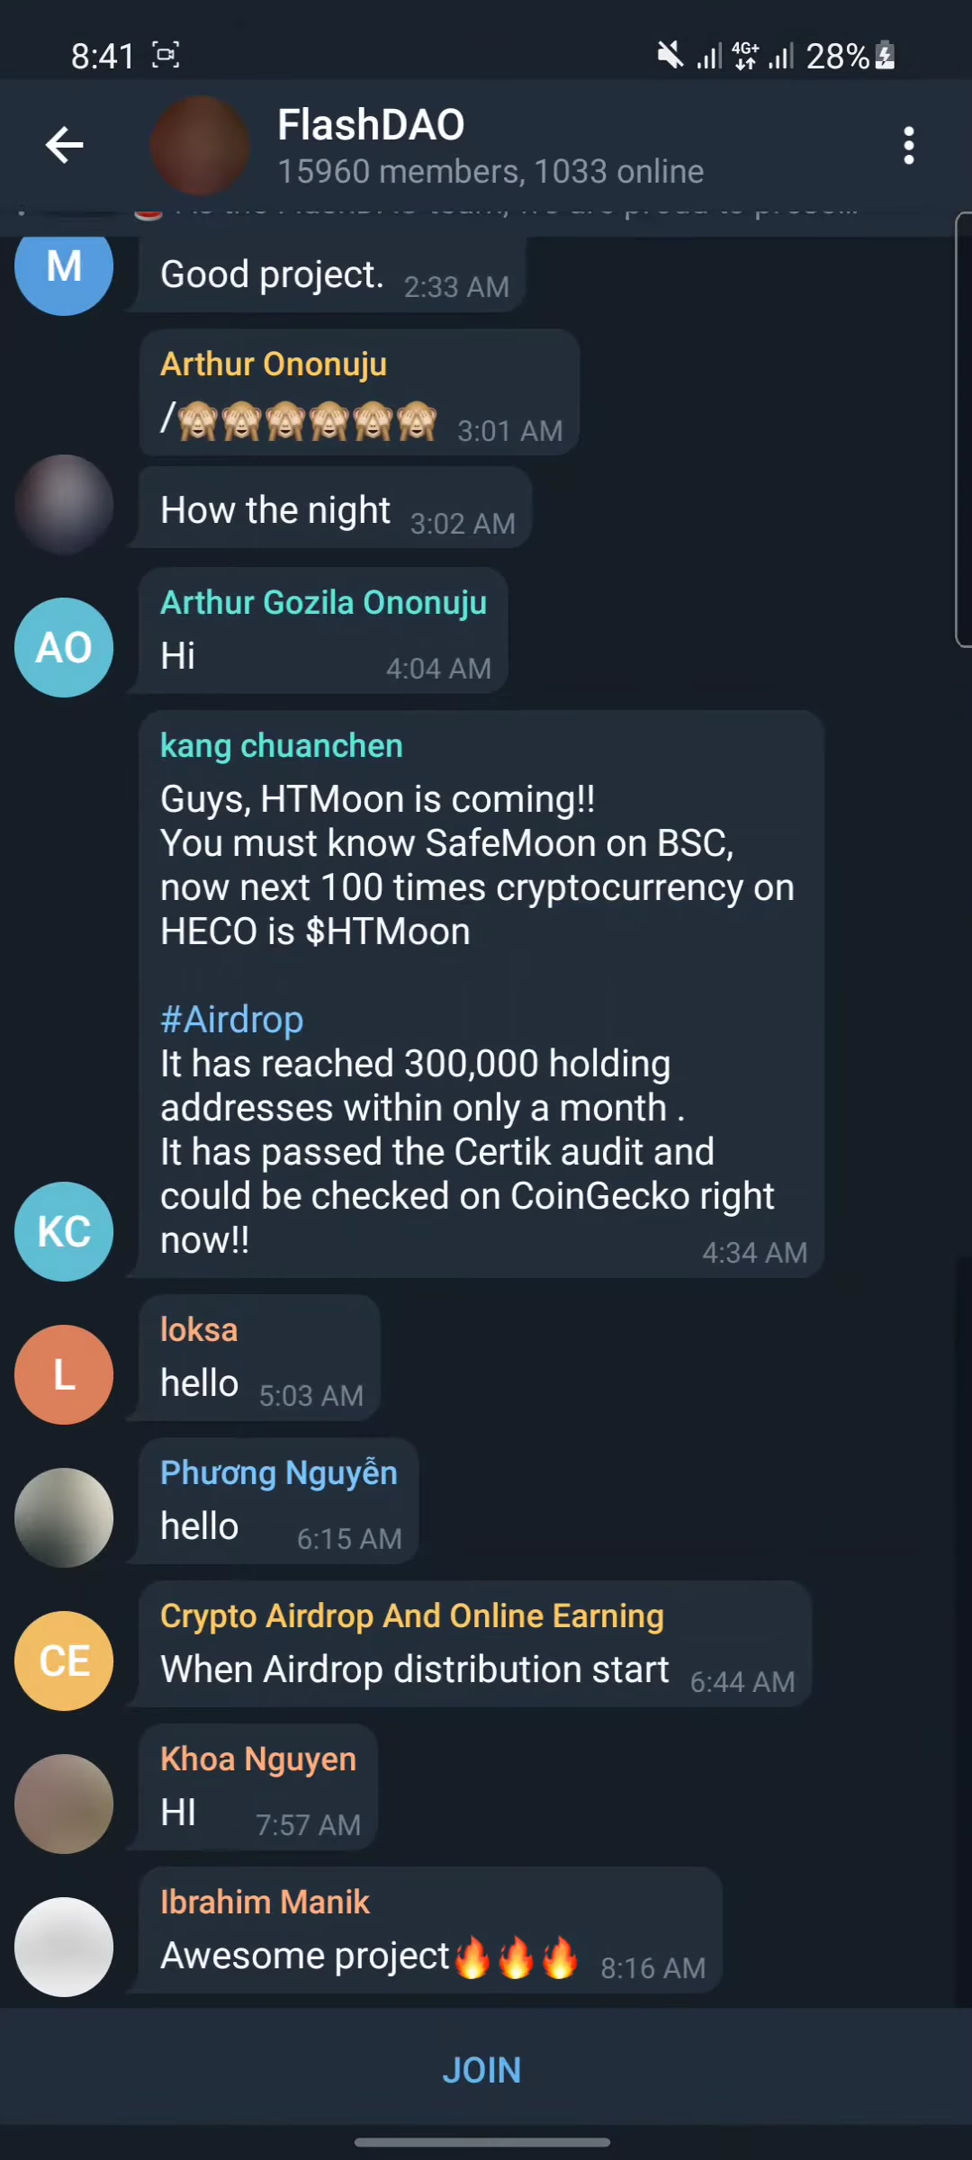 8:41
4G+
28%
FlashDAO
15960 members, 1033 online
M
Good project. 2:33 AM
Arthur Ononuju
/🙈🙈🙈🙈🙈🙈 3:01 AM
How the night 3:02 AM
Arthur Gozila Ononuju
AO
Hi 4:04 AM
kang chuanchen
Guys, HTMoon is coming!!
You must know SafeMoon on BSC,
now next 100 times cryptocurrency on
HECO is $HTMoon
#Airdrop
It has reached 300,000 holding
addresses within only a month .
It has passed the Certik audit and
could be checked on CoinGecko right
now!! 4:34 AM
KC
loksa
L
hello 5:03 AM
Phương Nguyễn
hello 6:15 AM
Crypto Airdrop And Online Earning
CE
When Airdrop distribution start 6:44 AM
Khoa Nguyen
HI 7:57 AM
Ibrahim Manik
Awesome project🔥🔥🔥 8:16 AM
JOIN